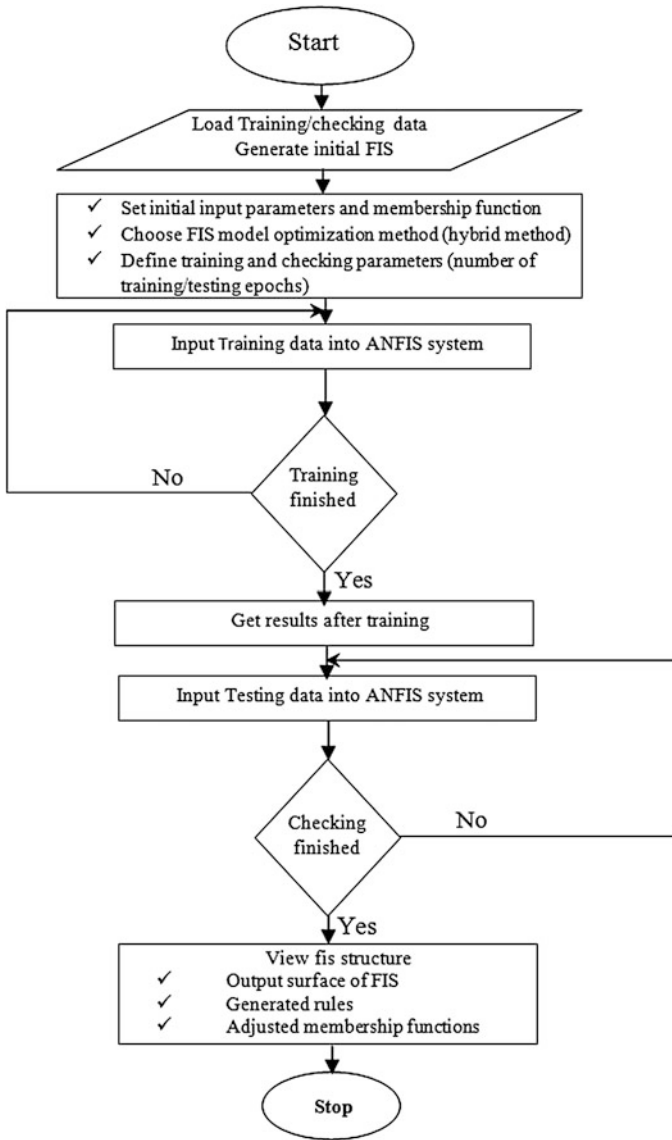 Start
Load Training/checking data
Generate initial FIS
✓ Set initial input parameters and membership function
✓ Choose FIS model optimization method (hybrid method)
✓ Define training and checking parameters (number of
training/testing epochs)
Input Training data into ANFIS system
No
Training
finished
Yes
Get results after training
Input Testing data into ANFIS system
Checking
finished
No
Yes
View fis structure
✓ Output surface of FIS
✓ Generated rules
✓ Adjusted membership functions
Stop